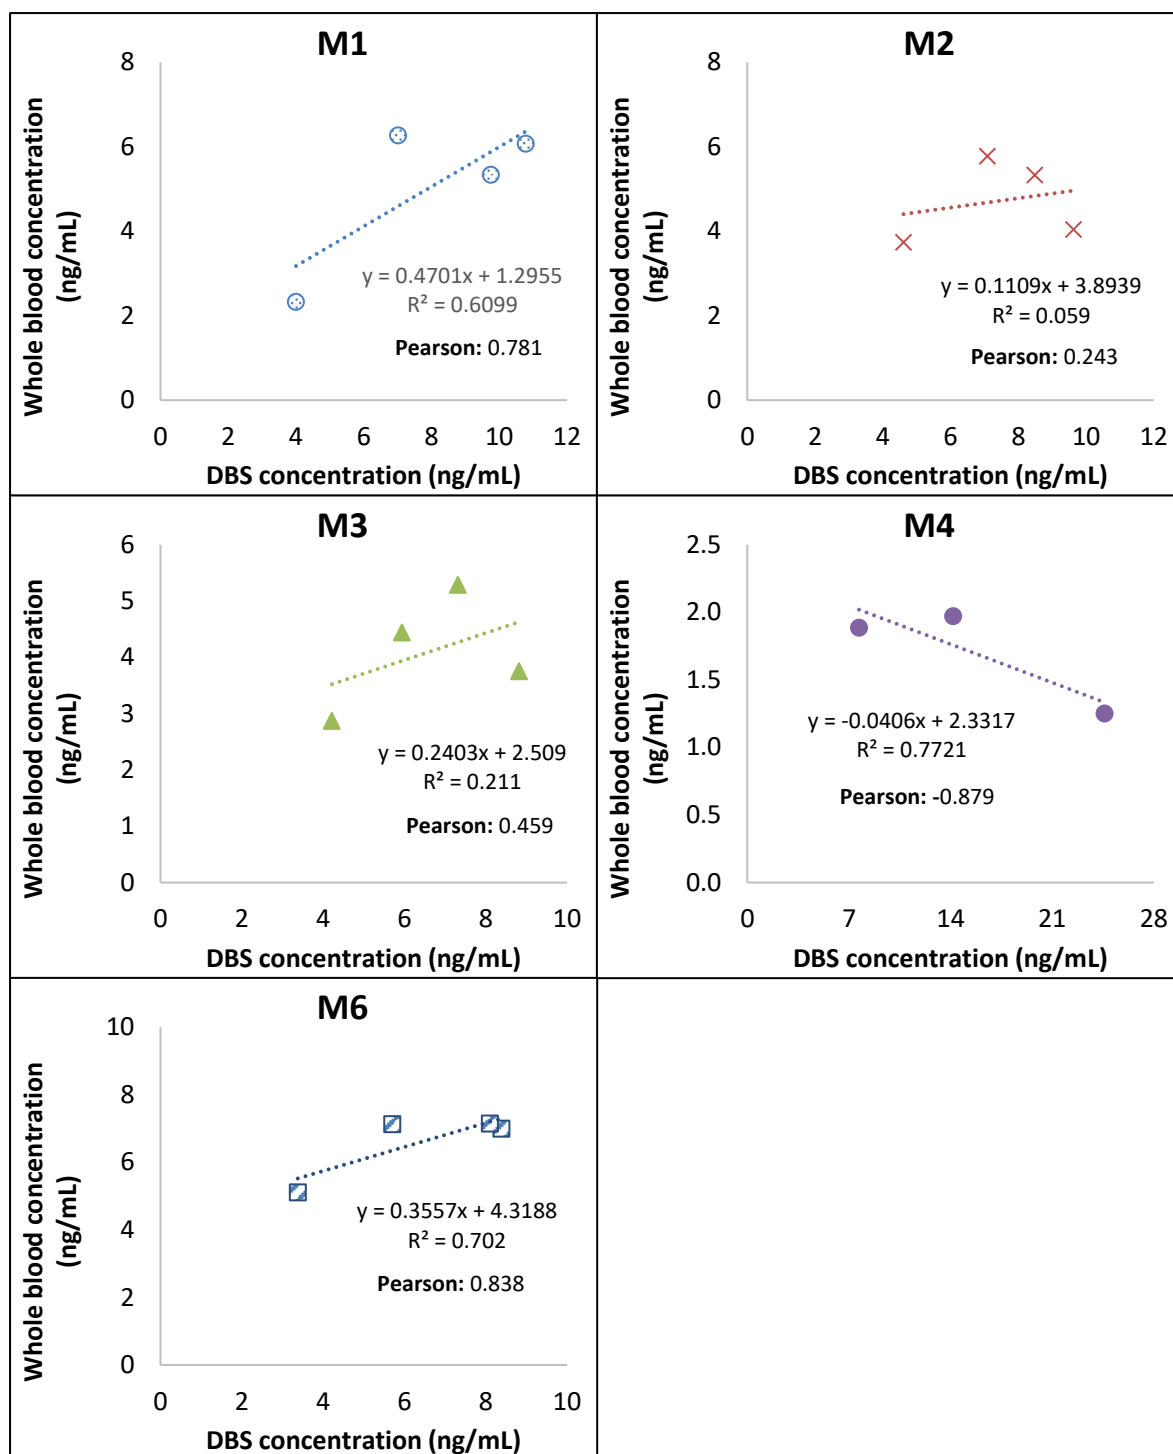 M1
Whole blood concentration
(ng/mL)
8
6
4
2
0
y = 0.4701x + 1.2955
R² = 0.6099
Pearson: 0.781
0 2 4 6 8 10 12
DBS concentration (ng/mL)
M2
Whole blood concentration
(ng/mL)
8
6
4
2
0
y = 0.1109x + 3.8939
R² = 0.059
Pearson: 0.243
0 2 4 6 8 10 12
DBS concentration (ng/mL)
M3
Whole blood concentration
(ng/mL)
6
5
4
3
2
1
0
y = 0.2403x + 2.509
R² = 0.211
Pearson: 0.459
0 2 4 6 8 10
DBS concentration (ng/mL)
M4
Whole blood concentration
(ng/mL)
2.5
2.0
1.5
1.0
0.5
0.0
y = -0.0406x + 2.3317
R² = 0.7721
Pearson: -0.879
0 7 14 21 28
DBS concentration (ng/mL)
M6
Whole blood concentration
(ng/mL)
10
8
6
4
2
0
y = 0.3557x + 4.3188
R² = 0.702
Pearson: 0.838
0 2 4 6 8 10
DBS concentration (ng/mL)